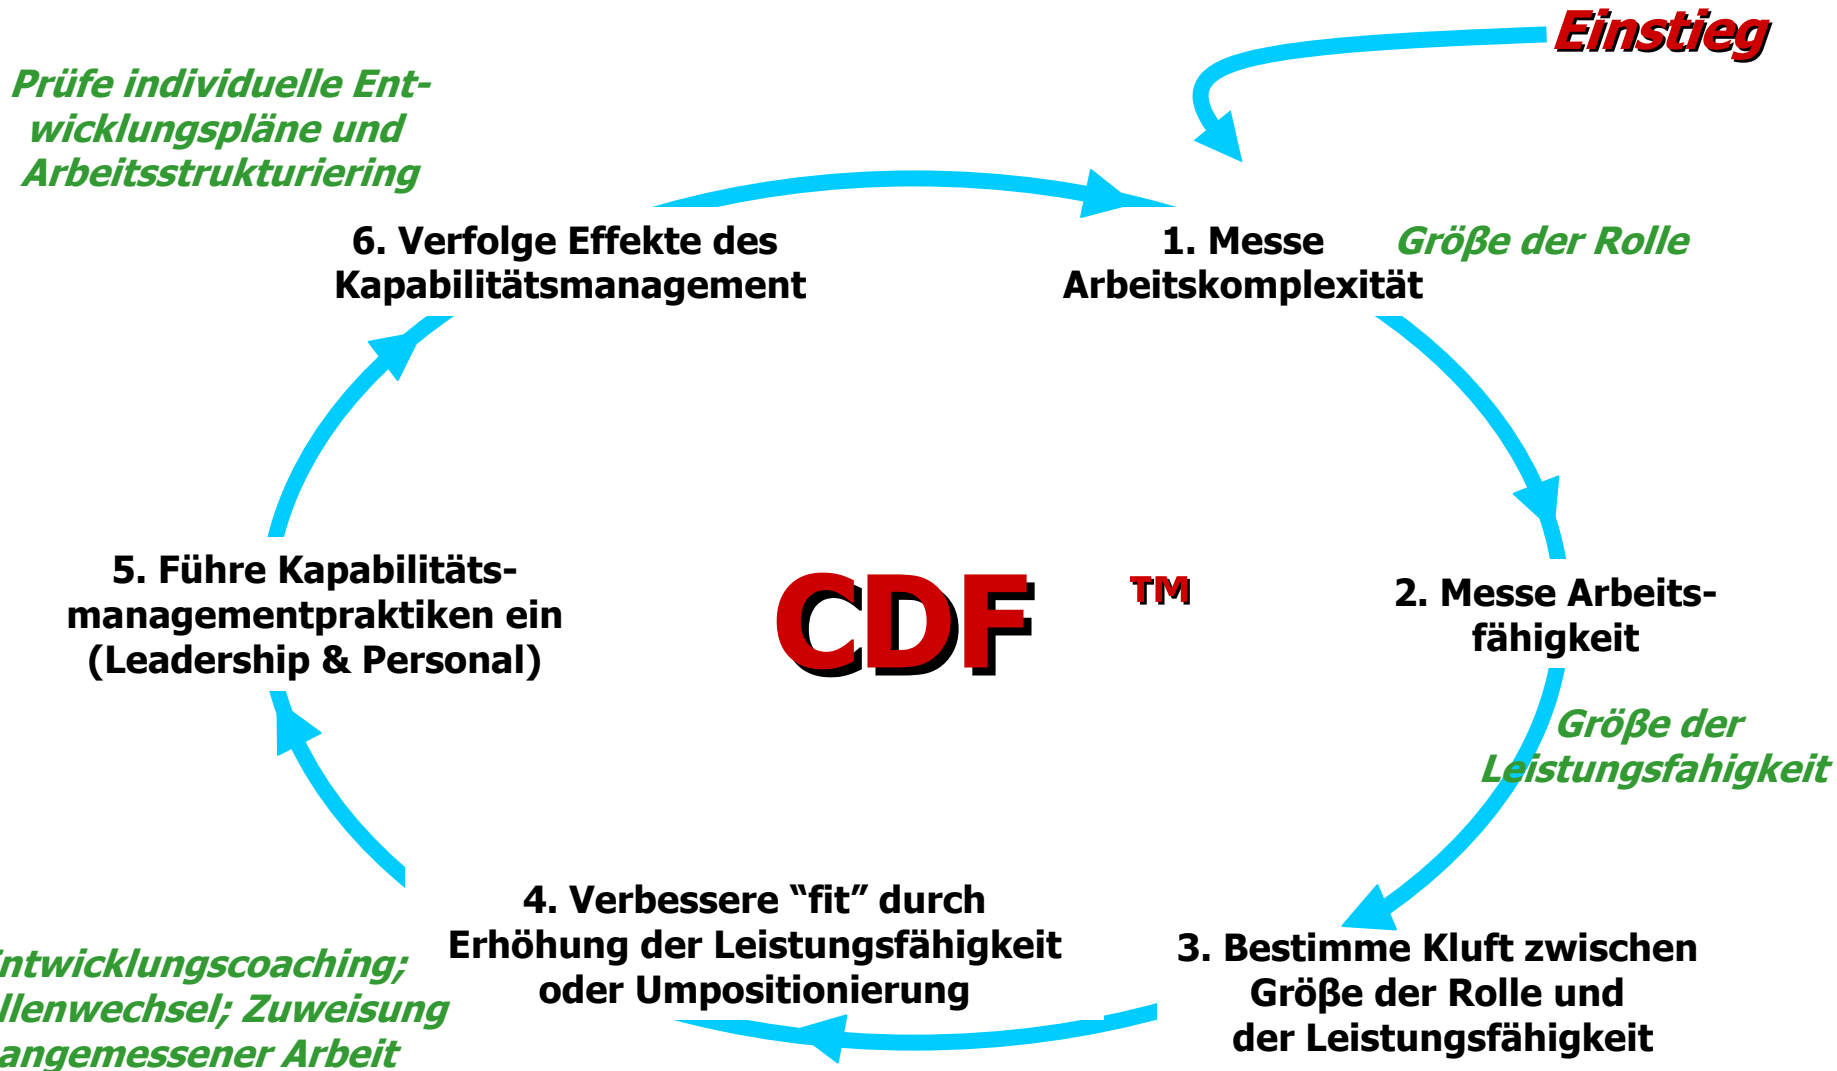 Einstieg
Prüfe individuelle Ent-
wicklungspläne und
Arbeitsstrukturiering
6. Verfolge Effekte des
Kapabilitätsmanagement
1. Messe
Arbeitskomplexität
Größe der Rolle
5. Führe Kapabilitäts-
managementpraktiken ein
(Leadership & Personal)
CDF ™
2. Messe Arbeits-
fähigkeit
Größe der
Leistungsfahigkeit
4. Verbessere “fit” durch
Erhöhung der Leistungsfähigkeit
oder Umpositionierung
3. Bestimme Kluft zwischen
Größe der Rolle und
der Leistungsfähigkeit
ntwicklungscoaching;
llenwechsel; Zuweisung
angemessener Arbeit